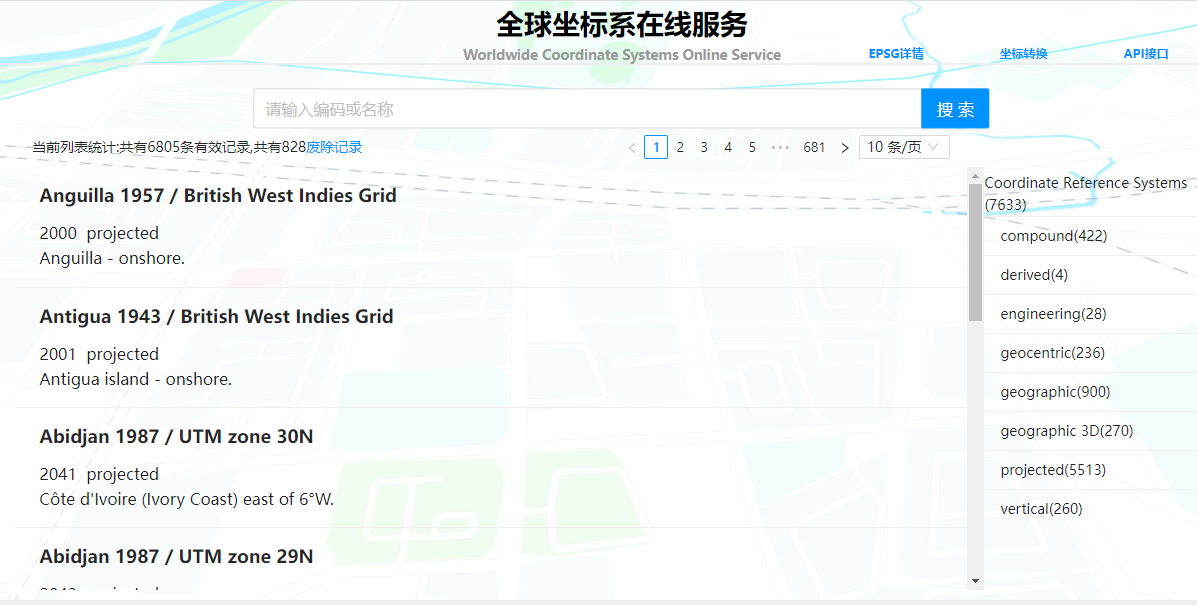 全球坐标系在线服务
Worldwide Coordinate Systems Online Service
EPSG详情
坐标转换
API接口
请输入编码或名称
搜 索
当前列表统计:共有6805条有效记录,共有828废除记录
1 2 3 4 5 ··· 681
10 条/页
Anguilla 1957 / British West Indies Grid
2000 projected
Anguilla - onshore.
Antigua 1943 / British West Indies Grid
2001 projected
Antigua island - onshore.
Abidjan 1987 / UTM zone 30N
2041 projected
Côte d'Ivoire (Ivory Coast) east of 6°W.
Abidjan 1987 / UTM zone 29N
Coordinate Reference Systems
(7633)
compound(422)
derived(4)
engineering(28)
geocentric(236)
geographic(900)
geographic 3D(270)
projected(5513)
vertical(260)